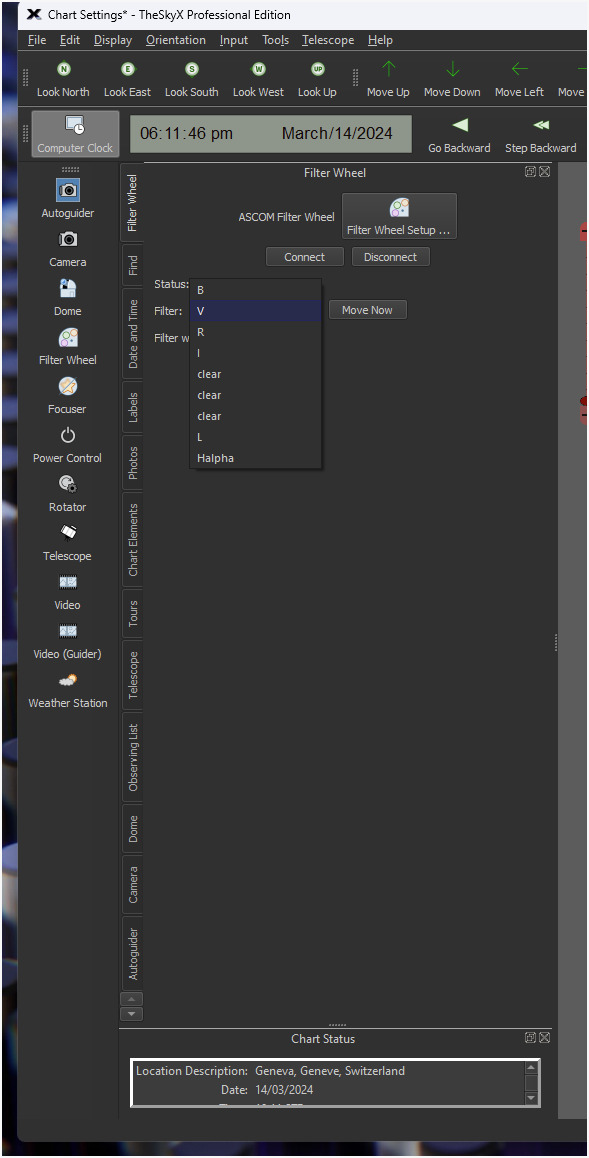 Chart Settings* - TheSkyX Professional Edition
File Edit Display Orientation Input Tools Telescope Help
N E S W UP
Look North Look East Look South Look West Look Up Move Up Move Down Move Left Move
Computer Clock 06:11:46 pm March/14/2024 Go Backward Step Backward
Autoguider
Camera
Dome
Filter Wheel
Focuser
Power Control
Rotator
Telescope
Video
Video (Guider)
Weather Station
Filter Wheel
Find
Date and Time
Labels
Photos
Chart Elements
Tours
Telescope
Observing List
Dome
Camera
Autoguider
Filter Wheel
ASCOM Filter Wheel Filter Wheel Setup ...
Connect Disconnect
Status:
Filter: Move Now
Filter w
B
V
R
I
clear
clear
clear
L
Halpha
Chart Status
Location Description: Geneva, Geneve, Switzerland
Date: 14/03/2024